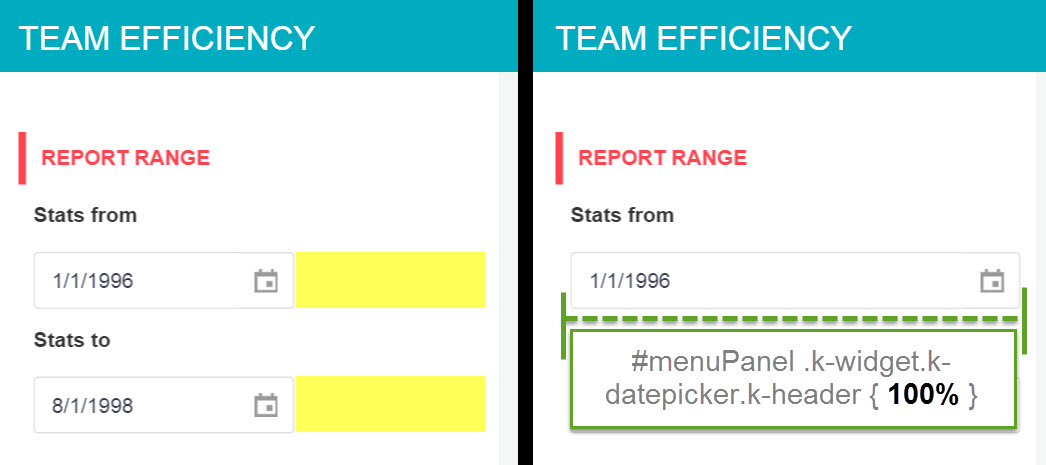 TEAM EFFICIENCY
REPORT RANGE
Stats from
1/1/1996
Stats to
8/1/1998
TEAM EFFICIENCY
REPORT RANGE
Stats from
1/1/1996
#menuPanel .k-widget.k-
datepicker.k-header { 100% }